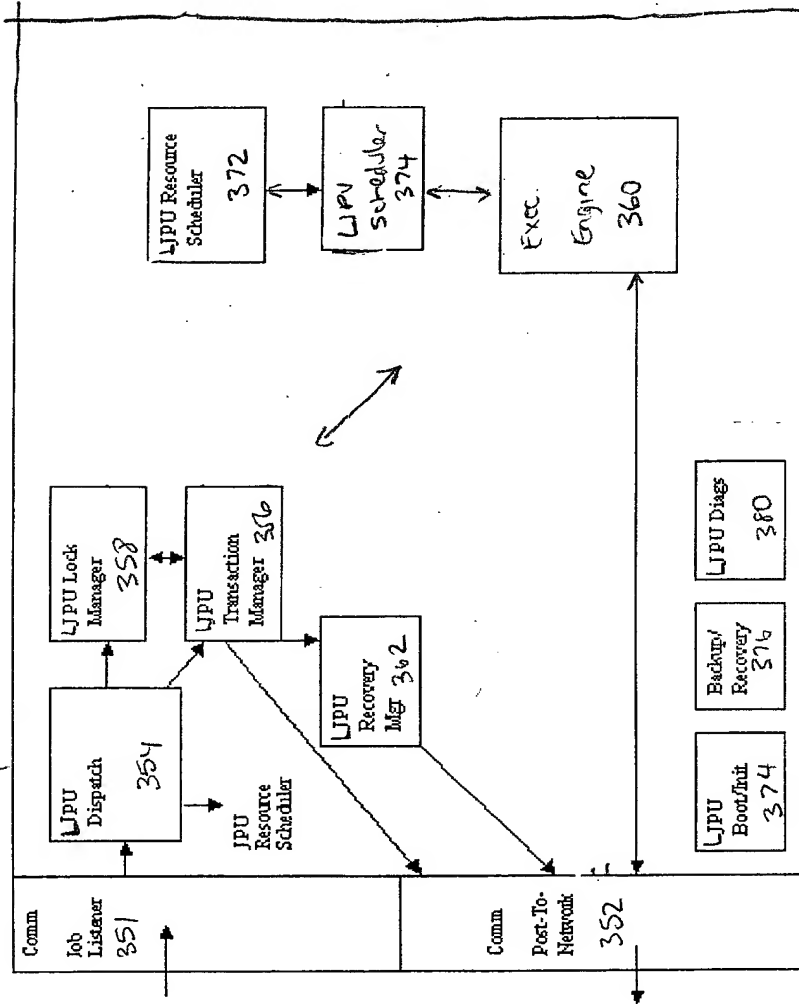 Comm
Job
Listener
351
LJPU
Dispatch
354
JPU
Resource
Scheduler
LJPU Lock
Manager
358
LJPU
Transaction
Manager 356
LJPU
Recovery
Mgr 362
LJPU Resource
Scheduler
372
LJPU
Scheduler
374
Exec.
Engine
360
Comm
Post-To-
Network
352
LJPU
Boot/Init
374
Backup/
Recovery
376
LJPU Diags
380